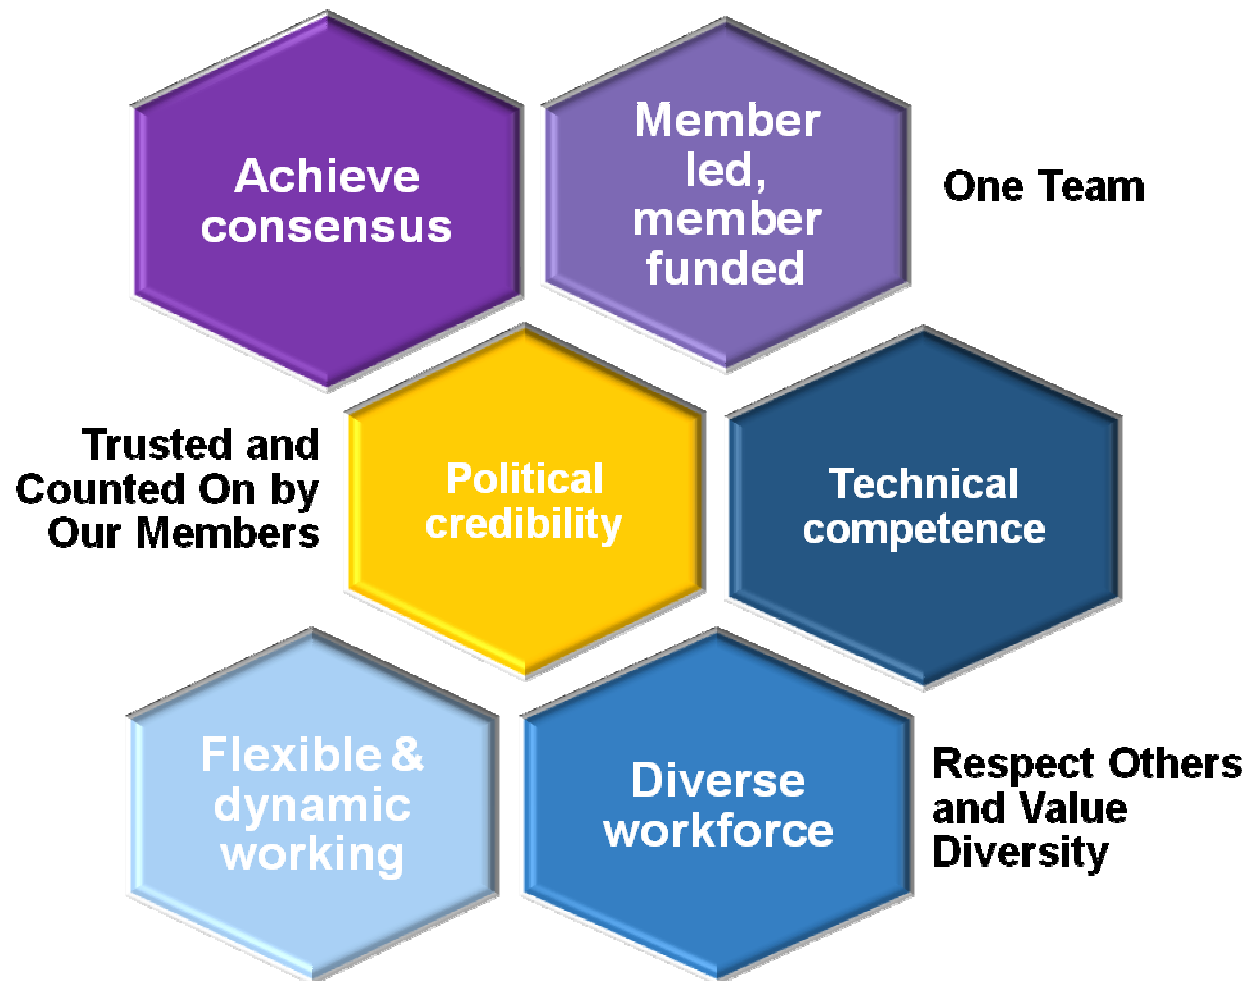 Achieve
consensus
Member
led,
member
funded
One Team
Trusted and
Counted On by
Our Members
Political
credibility
Technical
competence
Flexible &
dynamic
working
Diverse
workforce
Respect Others
and Value
Diversity